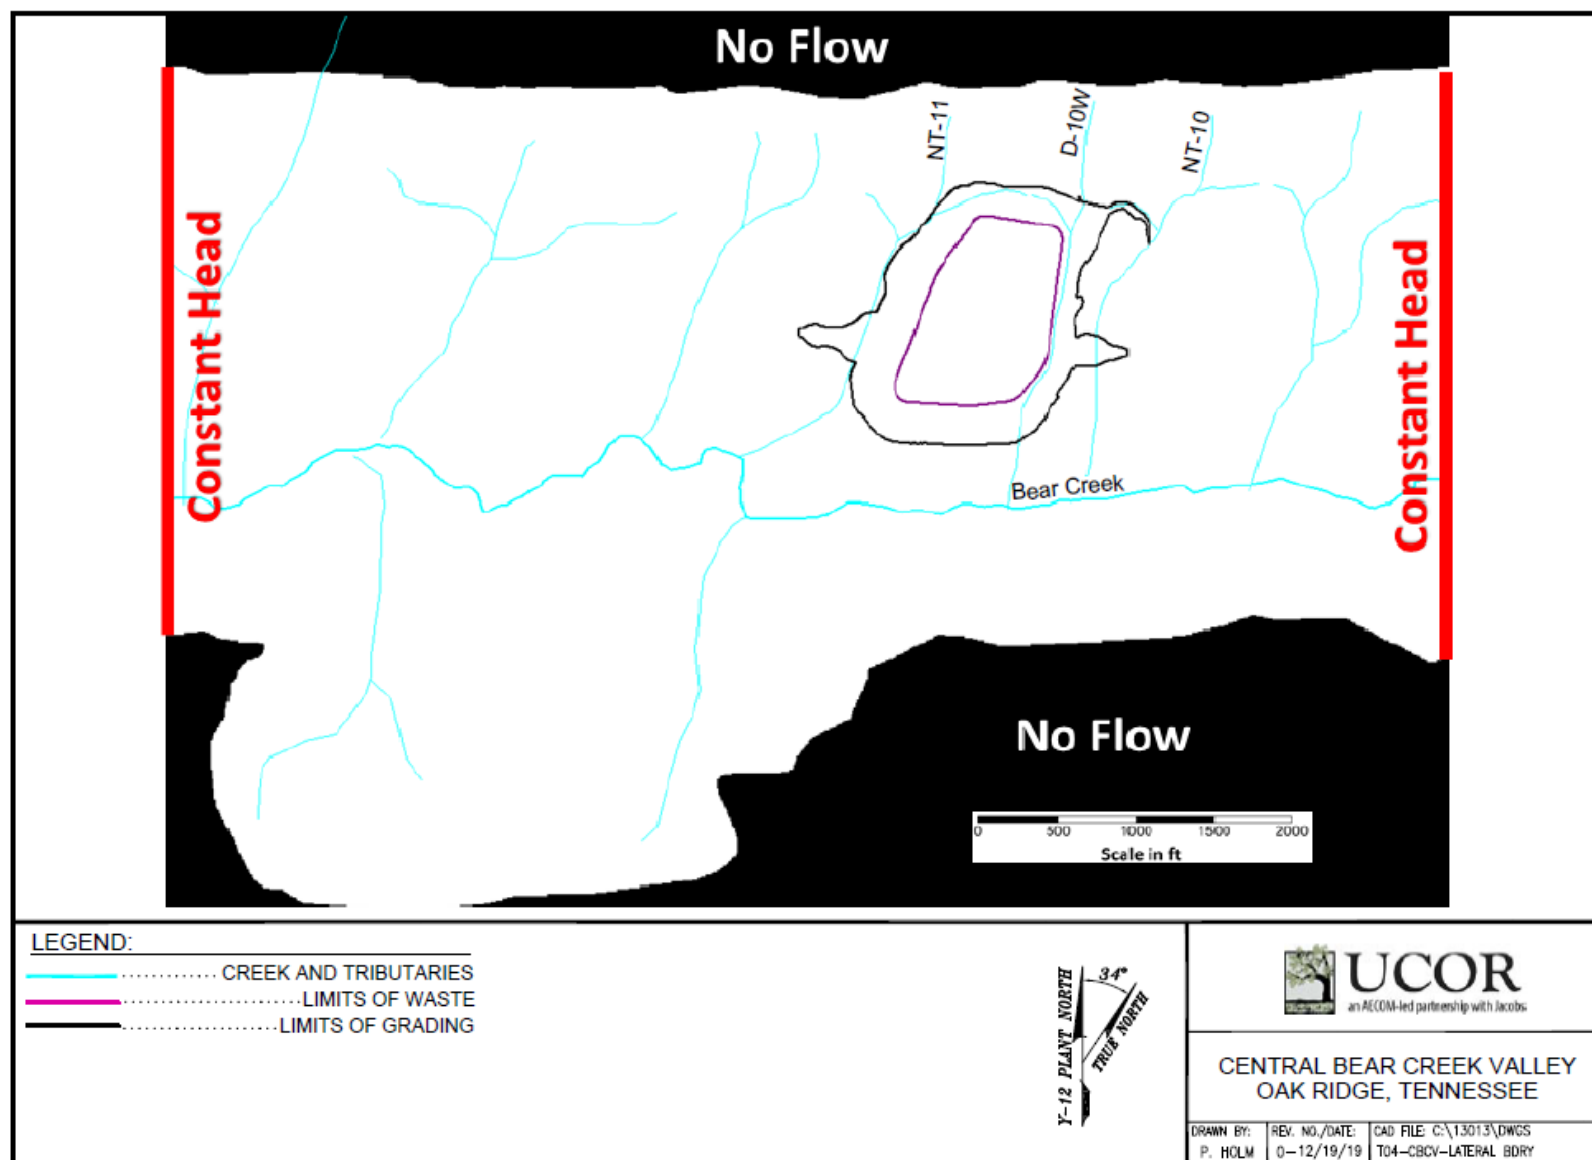 No Flow
NT-11
D-10W
NT-10
Constant Head
Constant Head
Bear Creek
No Flow
0 500 1000 1500 2000
Scale in ft
LEGEND:
CREEK AND TRIBUTARIES
LIMITS OF WASTE
LIMITS OF GRADING
Y-12 PLANT NORTH
34°
TRUE NORTH
UCOR
an AECOM-led partnership with Jacobs
CENTRAL BEAR CREEK VALLEY
OAK RIDGE, TENNESSEE
DRAWN BY:
P. HOLM
REV. NO./DATE:
0-12/19/19
CAD FILE: C:\13013\DWGS
T04-CBCV-LATERAL BDRY